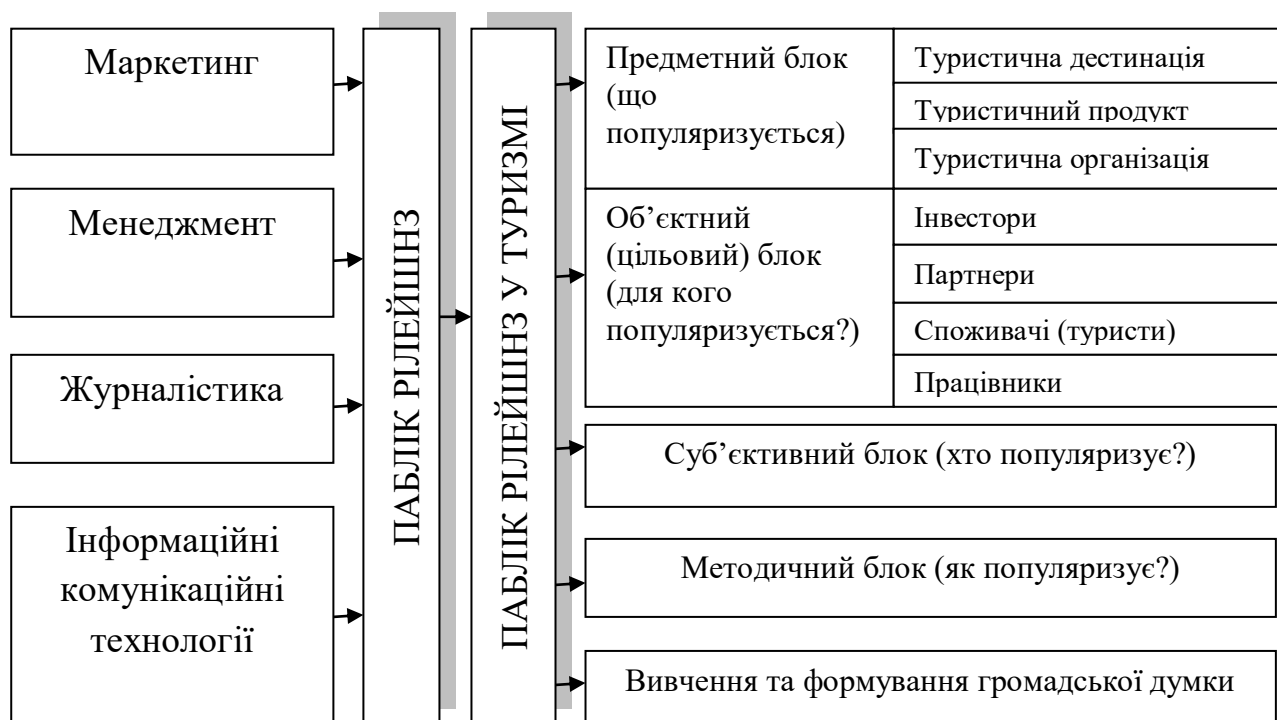 Маркетинг
Менеджмент
Журналістика
Інформаційні
комунікаційні
технології
ПАБЛІК РІЛЕЙШНЗ
ПАБЛІК РІЛЕЙШНЗ У ТУРИЗМІ
Предметний блок
(що
популяризується)
Туристична дестинація
Туристичний продукт
Туристична організація
Об’єктний
(цільовий) блок
(для кого
популяризується?)
Інвестори
Партнери
Споживачі (туристи)
Працівники
Суб’єктивний блок (хто популяризує?)
Методичний блок (як популяризує?)
Вивчення та формування громадської думки